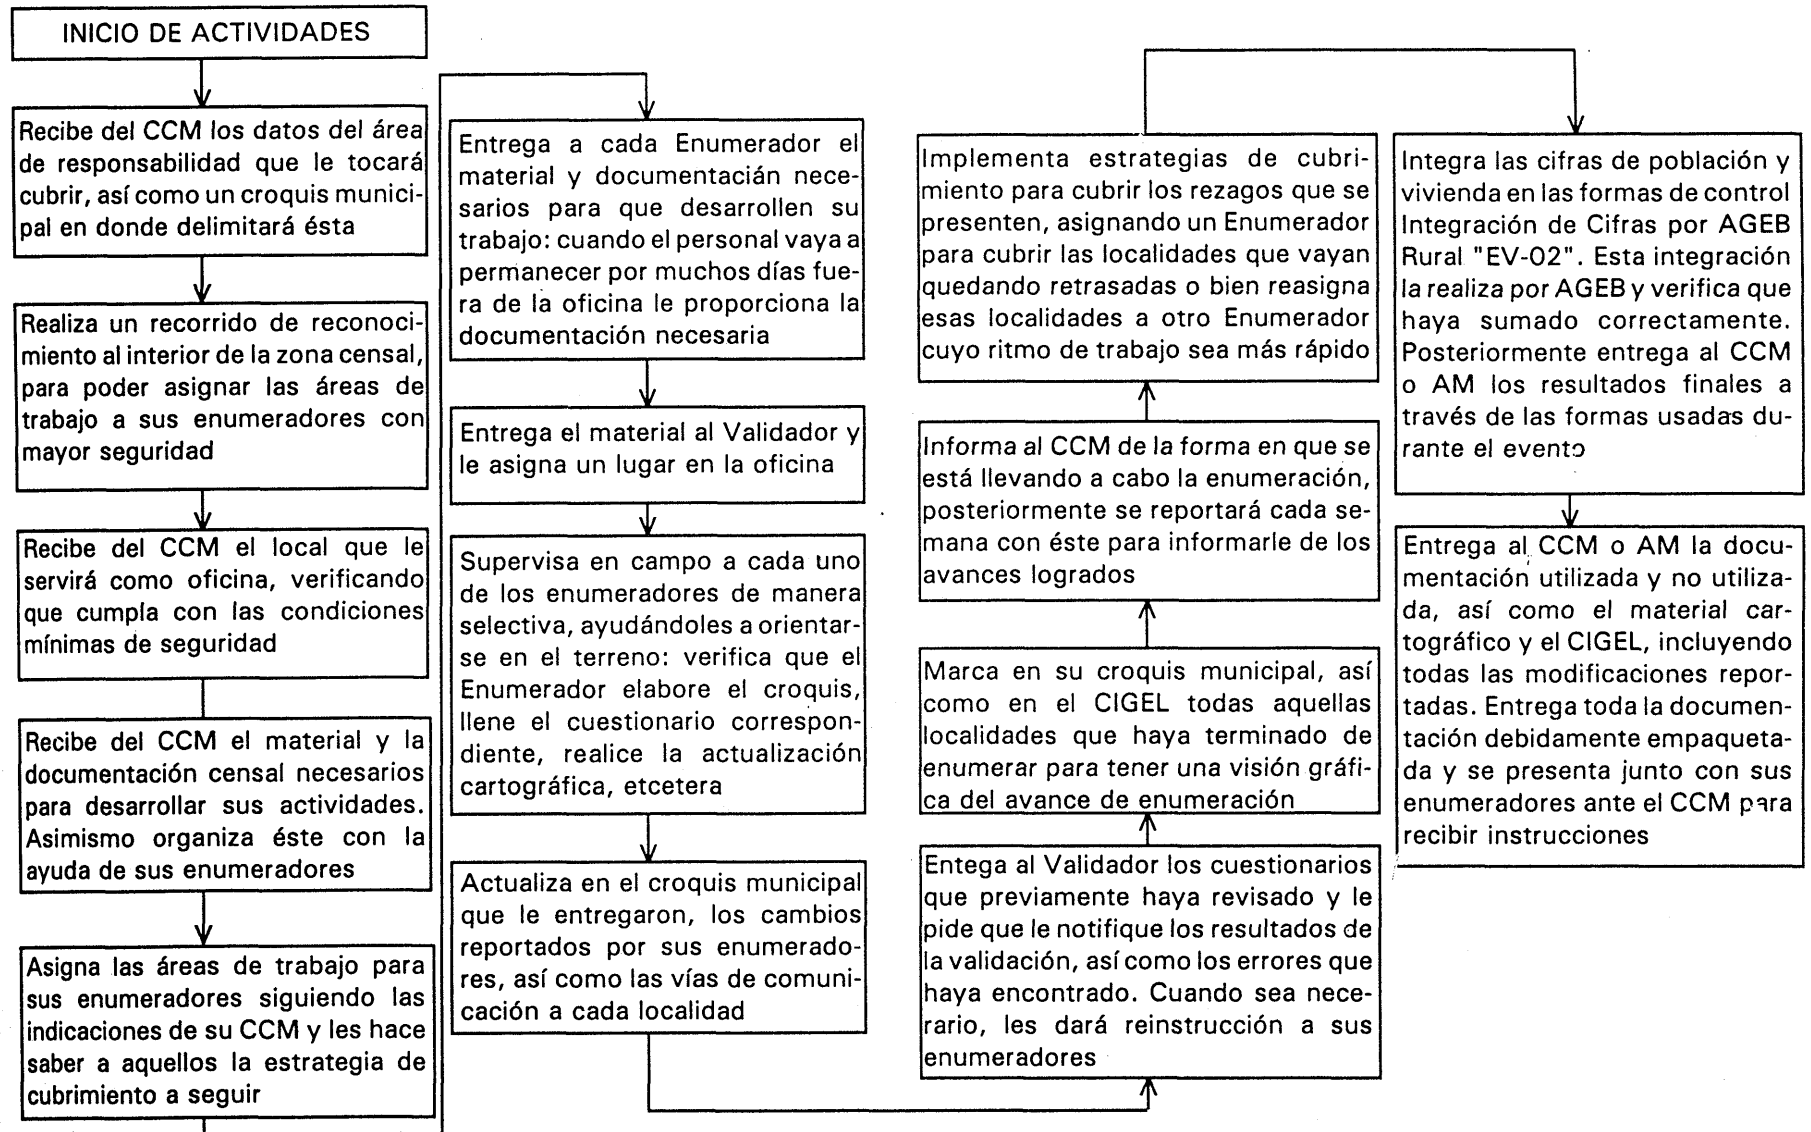 INICIO DE ACTIVIDADES
Recibe del CCM los datos del área
de responsabilidad que le tocará
cubrir, así como un croquis munici-
pal en donde delimitará ésta
Realiza un recorrido de reconoci-
miento al interior de la zona censal,
para poder asignar las áreas de
trabajo a sus enumeradores con
mayor seguridad
Recibe del CCM el local que le
servirá como oficina, verificando
que cumpla con las condiciones
mínimas de seguridad
Recibe del CCM el material y la
documentación censal necesarios
para desarrollar sus actividades.
Asimismo organiza éste con la
ayuda de sus enumeradores
Asigna las áreas de trabajo para
sus enumeradores siguiendo las
indicaciones de su CCM y les hace
saber a aquellos la estrategia de
cubrimiento a seguir
Entrega a cada Enumerador el
material y documentacián nece-
sarios para que desarrollen su
trabajo: cuando el personal vaya a
permanecer por muchos días fue-
ra de la oficina le proporciona la
documentación necesaria
Entrega el material al Validador y
le asigna un lugar en la oficina
Supervisa en campo a cada uno
de los enumeradores de manera
selectiva, ayudándoles a orientar-
se en el terreno: verifica que el
Enumerador elabore el croquis,
llene el cuestionario correspon-
diente, realice la actualización
cartográfica, etcetera
Actualiza en el croquis municipal
que le entregaron, los cambios
reportados por sus enumerado-
res, así como las vías de comuni-
cación a cada localidad
Entega al Validador los cuestionarios
que previamente haya revisado y le
pide que le notifique los resultados de
la validación, así como los errores que
haya encontrado. Cuando sea nece-
rario, les dará reinstrucción a sus
enumeradores
Marca en su croquis municipal, así
como en el CIGEL todas aquellas
localidades que haya terminado de
enumerar para tener una visión gráfi-
ca del avance de enumeración
Informa al CCM de la forma en que se
está llevando a cabo la enumeración,
posteriormente se reportará cada se-
mana con éste para informarle de los
avances logrados
Implementa estrategias de cubri-
miento para cubrir los rezagos que se
presenten, asignando un Enumerador
para cubrir las localidades que vayan
quedando retrasadas o bien reasigna
esas localidades a otro Enumerador
cuyo ritmo de trabajo sea más rápido
Integra las cifras de población y
vivienda en las formas de control
Integración de Cifras por AGEB
Rural "EV-02". Esta integración
la realiza por AGEB y verifica que
haya sumado correctamente.
Posteriormente entrega al CCM
o AM los resultados finales a
través de las formas usadas du-
rante el evento
Entrega al CCM o AM la docu-
mentación utilizada y no utiliza-
da, así como el material car-
tográfico y el CIGEL, incluyendo
todas las modificaciones repor-
tadas. Entrega toda la documen-
tación debidamente empaqueta-
da y se presenta junto con sus
enumeradores ante el CCM para
recibir instrucciones